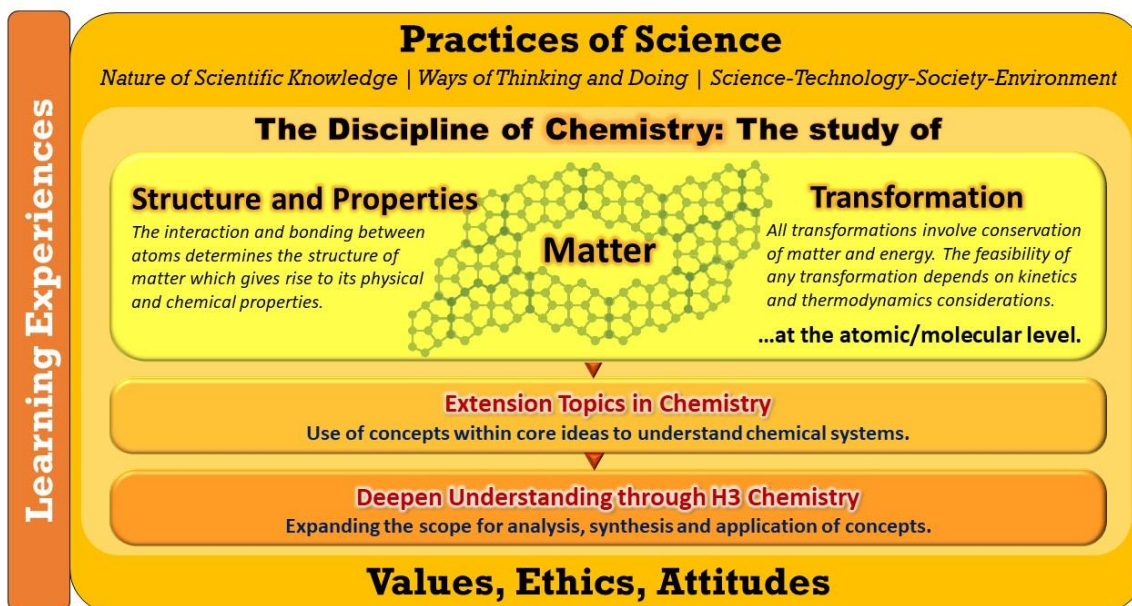 Learning Experiences
Practices of Science
Nature of Scientific Knowledge | Ways of Thinking and Doing | Science-Technology-Society-Environment
The Discipline of Chemistry: The study of
Structure and Properties
The interaction and bonding between
atoms determines the structure of
matter which gives rise to its physical
and chemical properties.
Matter
Transformation
All transformations involve conservation
of matter and energy. The feasibility of
any transformation depends on kinetics
and thermodynamics considerations.
...at the atomic/molecular level.
Extension Topics in Chemistry
Use of concepts within core ideas to understand chemical systems.
Deepen Understanding through H3 Chemistry
Expanding the scope for analysis, synthesis and application of concepts.
Values, Ethics, Attitudes